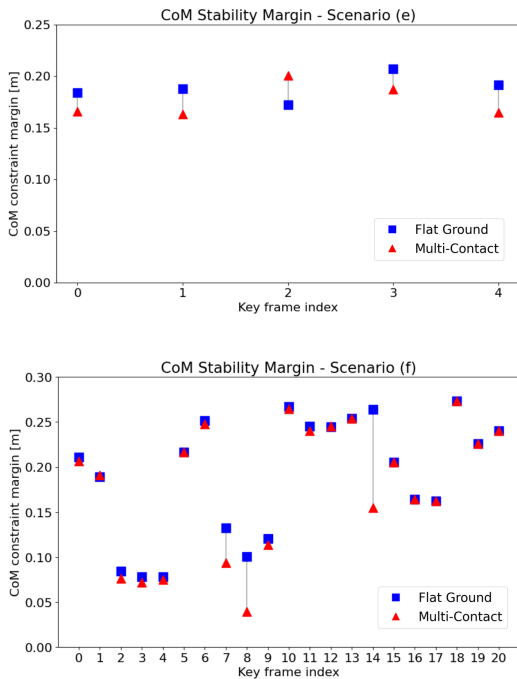 CoM Stability Margin - Scenario (e)
CoM constraint margin [m]
0.25
0.20
0.15
0.10
0.05
0.00
Flat Ground
Multi-Contact
0 1 2 3 4
Key frame index
CoM Stability Margin - Scenario (f)
CoM constraint margin [m]
0.30
0.25
0.20
0.15
0.10
0.05
0.00
Flat Ground
Multi-Contact
0 1 2 3 4 5 6 7 8 9 10 11 12 13 14 15 16 17 18 19 20
Key frame index